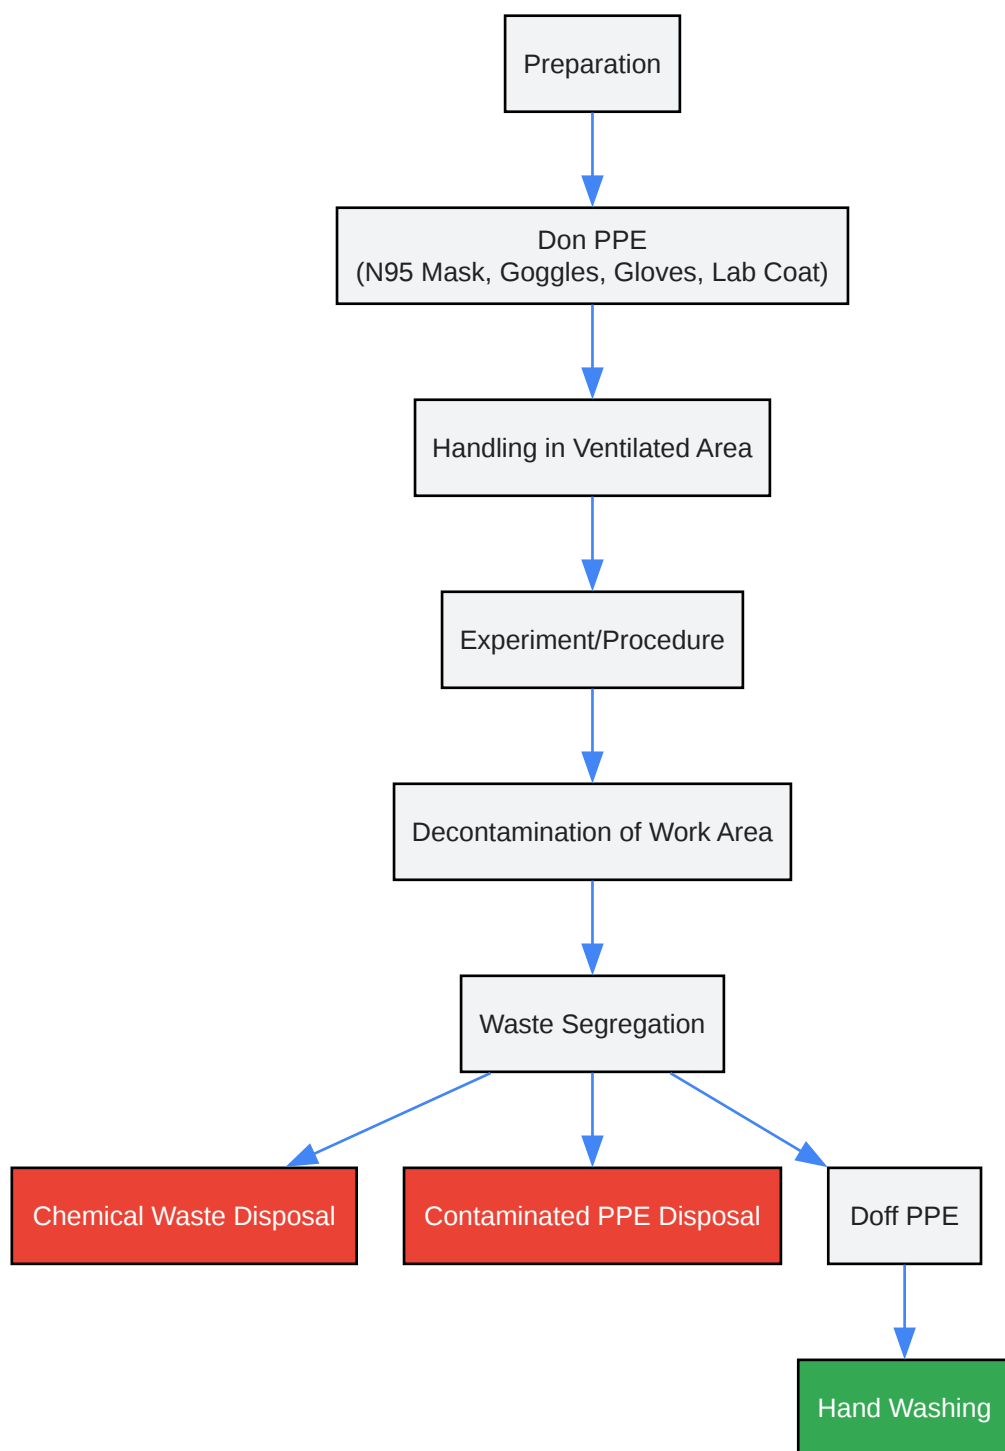 Preparation
Don PPE
(N95 Mask, Goggles, Gloves, Lab Coat)
Handling in Ventilated Area
Experiment/Procedure
Decontamination of Work Area
Waste Segregation
Chemical Waste Disposal
Contaminated PPE Disposal
Doff PPE
Hand Washing